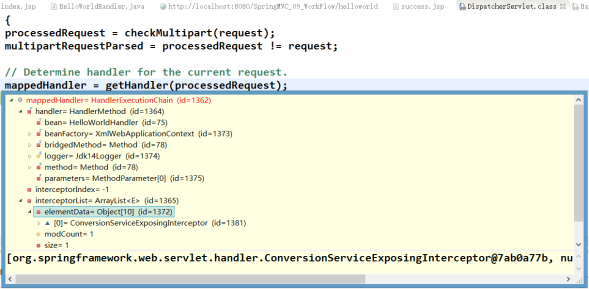 index.jsp HelloWorldHandler.java http://localhost:8080/SpringMVC_09_WorkFlow/helloworld success.jsp DispatcherServlet.class Ha
{
processedRequest = checkMultipart(request);
multipartRequestParsed = processedRequest != request;
// Determine handler for the current request.
mappedHandler = getHandler(processedRequest);
mappedHandler= HandlerExecutionChain (id=1362)
handler= HandlerMethod (id=1364)
bean= HelloWorldHandler (id=75)
beanFactory= XmlWebApplicationContext (id=1373)
bridgedMethod= Method (id=78)
logger= Jdk14Logger (id=1374)
method= Method (id=78)
parameters= MethodParameter[0] (id=1375)
interceptorIndex= -1
interceptorList= ArrayList<E> (id=1365)
elementData= Object[10] (id=1372)
[0]= ConversionServiceExposingInterceptor (id=1381)
modCount= 1
size= 1
[org.springframework.web.servlet.handler.ConversionServiceExposingInterceptor@7ab0a77b, nu